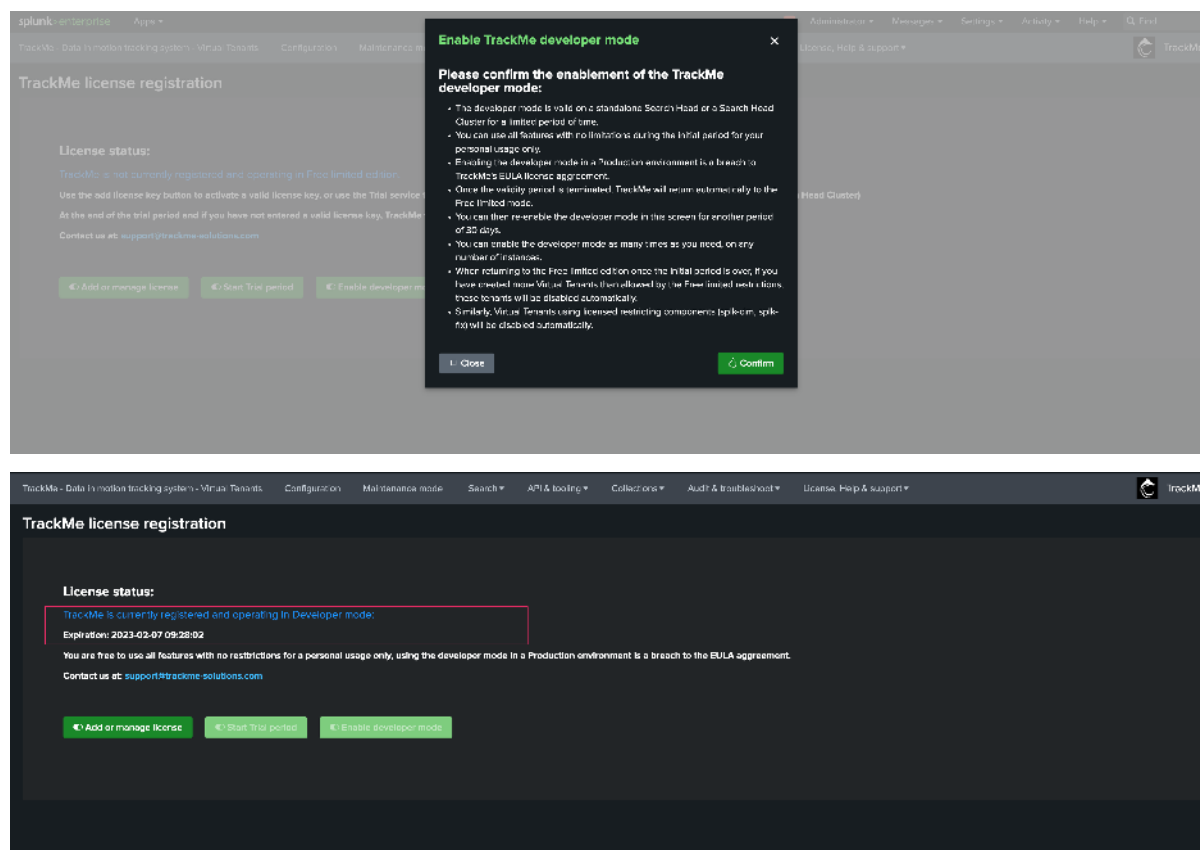 splunk>enterprise Apps Administrator Messages Settings Activity Help Find
TrackMe - Data in motion tracking system - Virtual Tenants Configuration Maintenance License, Help & support TrackMe
TrackMe license registration
License status:
TrackMe is not currently registered and operating in Free limited edition.
Use the add license key button to activate a valid license key, or use the Trial service Head Cluster)
At the end of the trial period and if you have not entered a valid license key, TrackMe
Contact us at: support@trackme-solutions.com
Add or manage license Start Trial period Enable developer
Enable TrackMe developer mode ×
Please confirm the enablement of the TrackMe
developer mode:
• The developer mode is valid on a standalone Search Head or a Search Head
Cluster for a limited period of time.
• You can use all features with no limitations during the initial period for your
personal usage only.
• Enabling the developer mode in a Production environment is a breach to
TrackMe's EULA license aggreement.
• Once the validity period is terminated, TrackMe will return automatically to the
Free limited mode.
• You can then re-enable the developer mode in this screen for another period
of 30 days.
• You can enable the developer mode as many times as you need, on any
number of instances.
• When returning to the Free limited edition once the initial period is over, if you
have created more Virtual Tenants than allowed by the Free limited restrictions,
these tenants will be disabled automatically.
• Similarly, Virtual Tenants using licensed restricting components (splk-dm, splk-
flx) will be disabled automatically.
Close Confirm
TrackMe - Data in motion tracking system - Virtual Tenants Configuration Maintenance mode Search API & tooling Collections Audit & troubleshoot License, Help & support TrackM
TrackMe license registration
License status:
TrackMe is currently registered and operating in Developer mode:
Expiration: 2023-02-07 09:28:02
You are free to use all features with no resttrictions for a personal usage only, using the developer mode in a Production environment is a breach to the EULA aggreement.
Contact us at: support@trackme-solutions.com
Add or manage license Start Trial period Enable developer mode